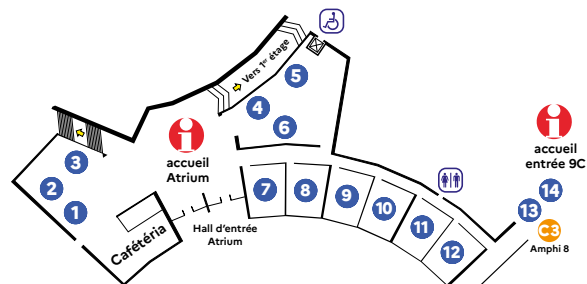 Vers 1er étage
5
4
6
i
accueil
Atrium
i
accueil
entrée 9C
3
2
1
7
8
9
10
11
12
14
13
C3
Amphi 8
Cafétéria
Hall d'entrée
Atrium